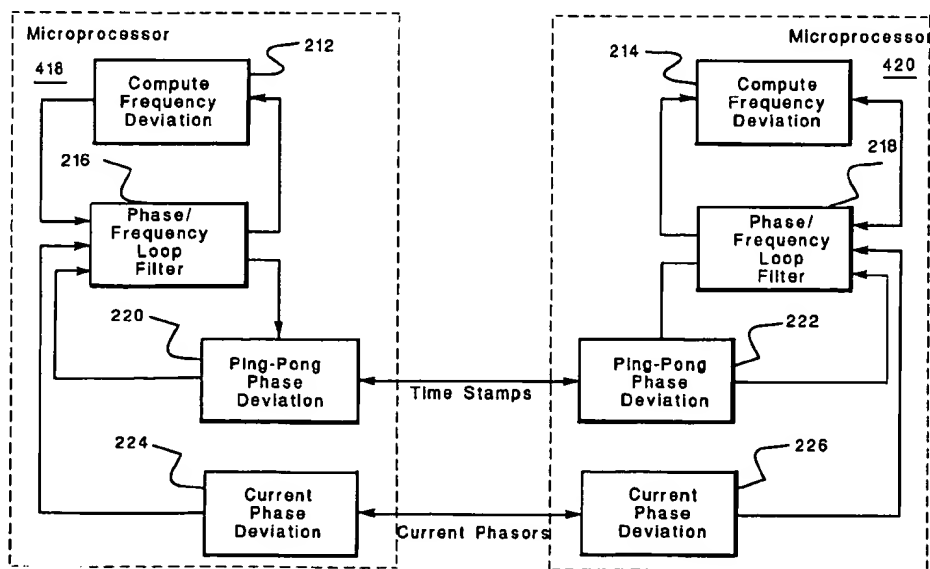 Microprocessor
418
212
Compute
Frequency
Deviation
216
Phase/
Frequency
Loop
Filter
220
Ping-Pong
Phase
Deviation
224
Current
Phase
Deviation
Time Stamps
Current Phasors
Microprocessor
420
214
Compute
Frequency
Deviation
218
Phase/
Frequency
Loop
Filter
222
Ping-Pong
Phase
Deviation
226
Current
Phase
Deviation